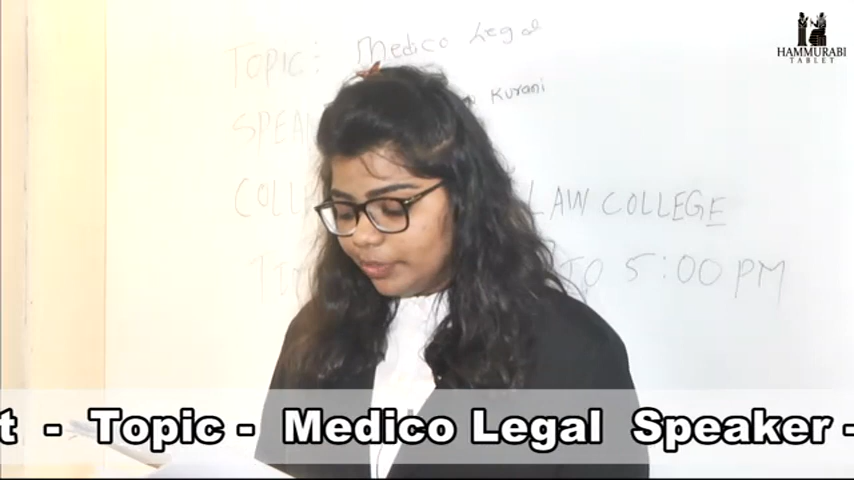 HAMMURABI
TABLET
TOPIC: Medico Legal
Kurani
LAW COLLEGE
TO 5:00 PM
- Topic - Medico Legal Speaker -